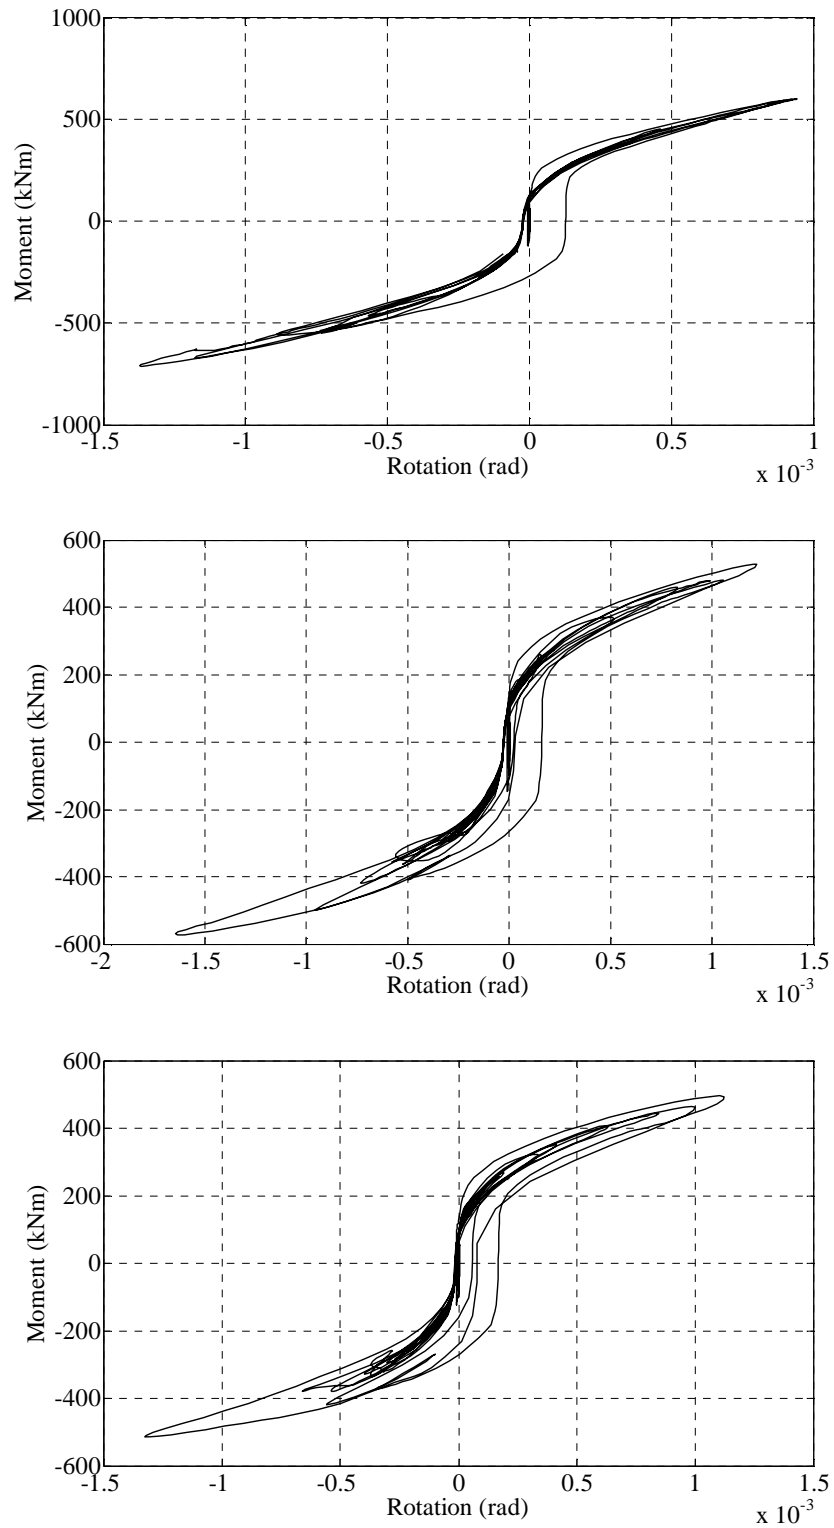 1000
500
0
-500
-1000
Moment (kNm)
-1.5 -1 -0.5 0 0.5 1
Rotation (rad)
x 10-3
600
400
200
0
-200
-400
-600
Moment (kNm)
-2 -1.5 -1 -0.5 0 0.5 1 1.5
Rotation (rad)
x 10-3
600
400
200
0
-200
-400
-600
Moment (kNm)
-1.5 -1 -0.5 0 0.5 1 1.5
Rotation (rad)
x 10-3